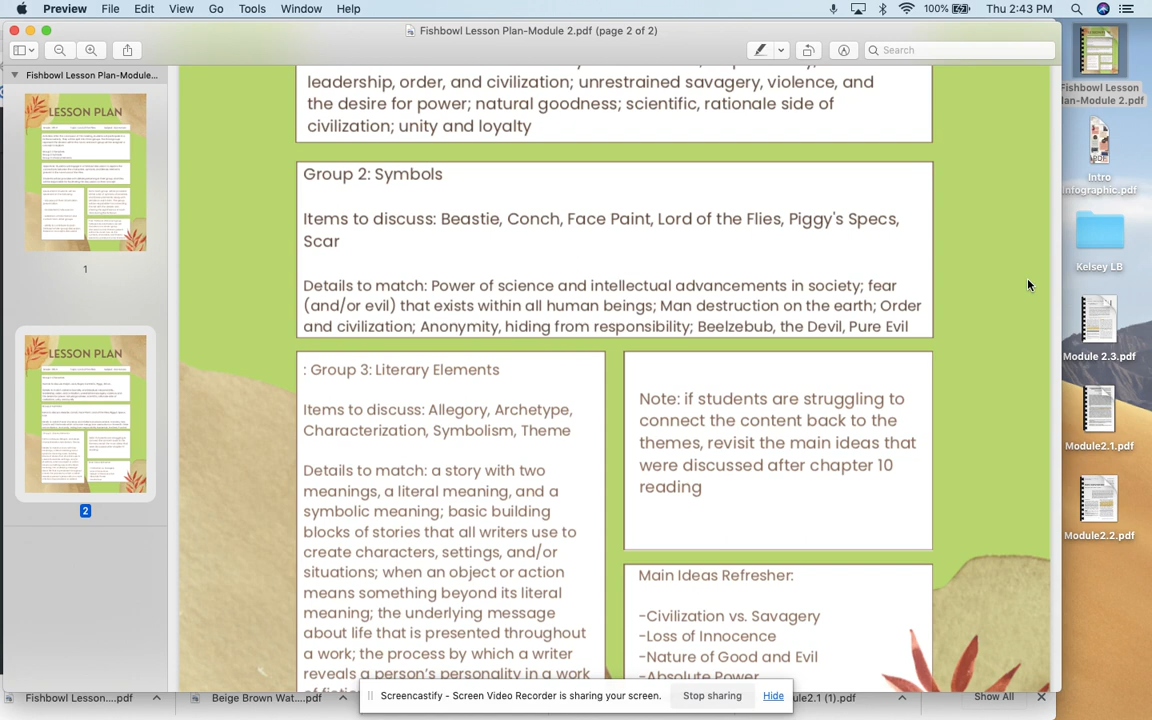 Preview File Edit View Go Tools Window Help 100% Thu 2:43 PM
Fishbowl Lesson Plan-Module 2.pdf (page 2 of 2)
Search
Fishbowl Lesson Plan-Module...
LESSON PLAN
1
LESSON PLAN
2
leadership, order, and civilization; unrestrained savagery, violence, and
the desire for power; natural goodness; scientific, rationale side of
civilization; unity and loyalty
Group 2: Symbols
Items to discuss: Beastie, Conch, Face Paint, Lord of the Flies, Piggy's Specs,
Scar
Details to match: Power of science and intellectual advancements in society; fear
(and/or evil) that exists within all human beings; Man destruction on the earth; Order
and civilization; Anonymity, hiding from responsibility; Beelzebub, the Devil, Pure Evil
: Group 3: Literary Elements
Items to discuss: Allegory, Archetype,
Characterization, Symbolism, Theme
Details to match: a story with two
meanings, a literal meaning, and a
symbolic meaning; basic building
blocks of stories that all writers use to
create characters, settings, and/or
situations; when an object or action
means something beyond its literal
meaning; the underlying message
about life that is presented throughout
a work; the process by which a writer
reveals a person's personality in a work
Note: if students are struggling to
connect the content back to the
themes, revisit the main ideas that
were discussed after chapter 10
reading
Main Ideas Refresher:
-Civilization vs. Savagery
-Loss of Innocence
-Nature of Good and Evil
-Absolute Power
Fishbowl Lesson
lan-Module 2.pdf
Intro
nfographic.pdf
Kelsey LB
Module 2.3.pdf
Module2.1.pdf
Module2.2.pdf
Screencastify - Screen Video Recorder is sharing your screen. Stop sharing Hide
Fishbowl Lesson....pdf Beige Brown Wat....pdf ule2.1 (1).pdf Show All